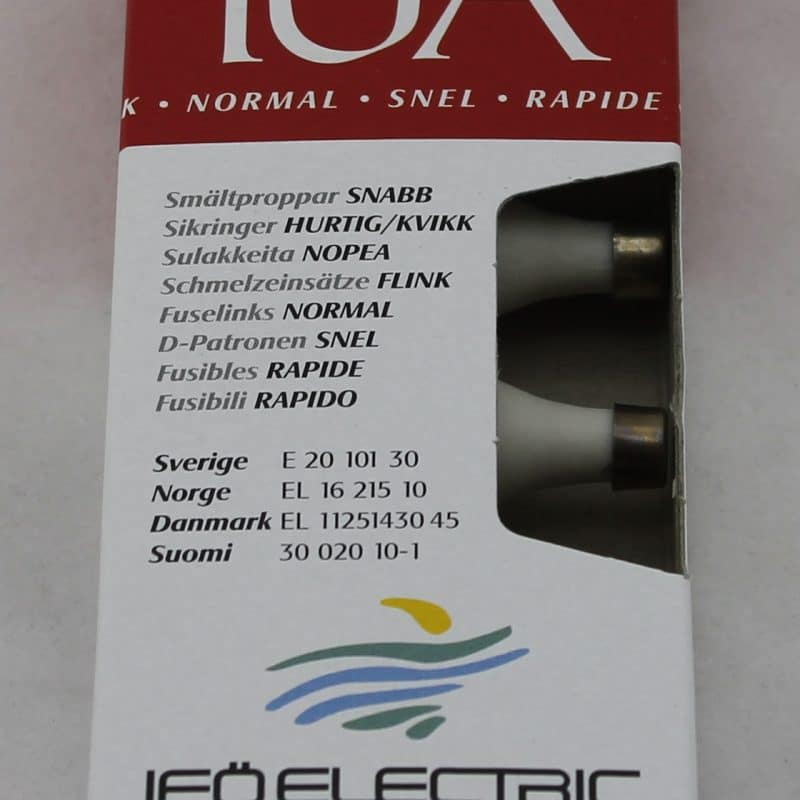 10A
K • NORMAL • SNEL • RAPIDE
Smältproppar SNABB
Sikringer HURTIG/KVIKK
Sulakkeita NOPEA
Schmelzeinsätze FLINK
Fuselinks NORMAL
D-Patronen SNEL
Fusibles RAPIDE
Fusibili RAPIDO
Sverige E 20 101 30
Norge EL 16 215 10
Danmark EL 11251430 45
Suomi 30 020 10-1
IFÖ ELECTRIC